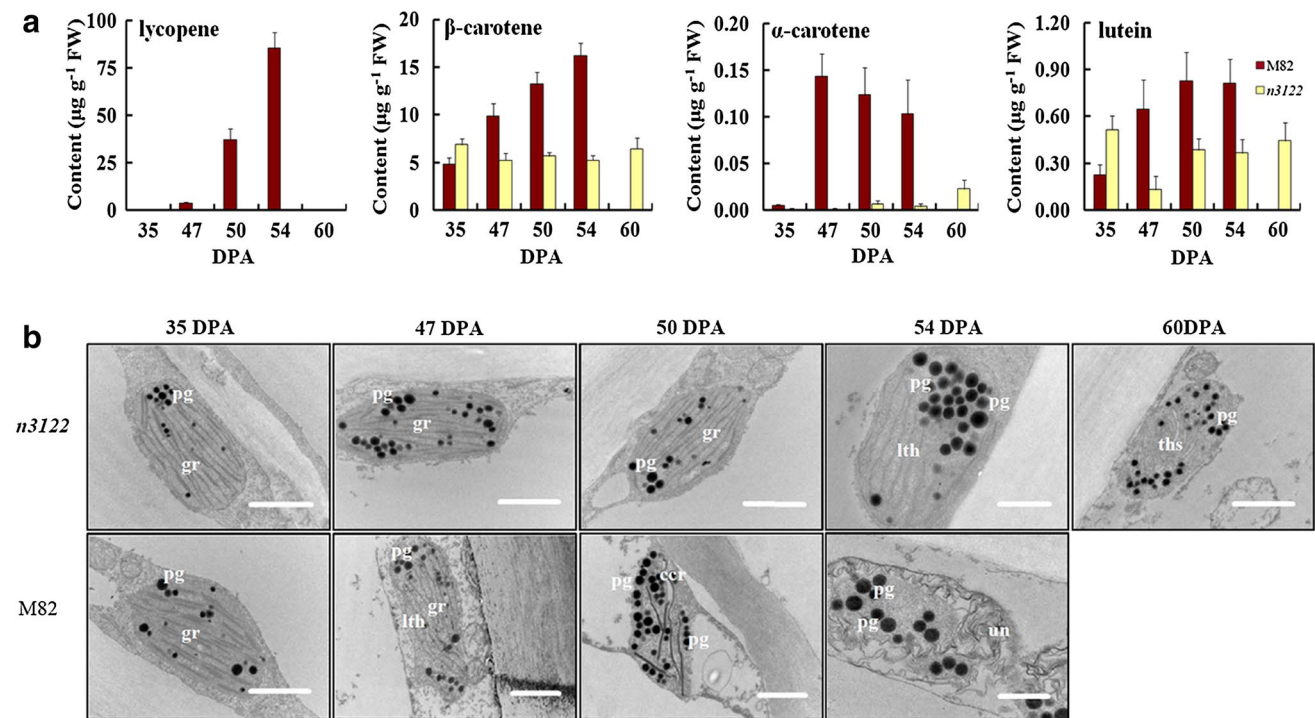 a
lycopene
Content (µg g-1 FW)
100
75
50
25
0
35 47 50 54 60
DPA
β-carotene
Content (µg g-1 FW)
20
15
10
5
0
35 47 50 54 60
DPA
α-carotene
Content (µg g-1 FW)
0.20
0.15
0.10
0.05
0.00
35 47 50 54 60
DPA
lutein
Content (µg g-1 FW)
1.20
0.90
0.60
0.30
0.00
35 47 50 54 60
DPA
M82
n3122
b
35 DPA 47 DPA 50 DPA 54 DPA 60DPA
n3122
pg
gr
pg
gr
gr
pg
pg
pg
lth
pg
ths
M82
pg
gr
pg
gr
lth
pg
ccr
pg
pg
pg
un